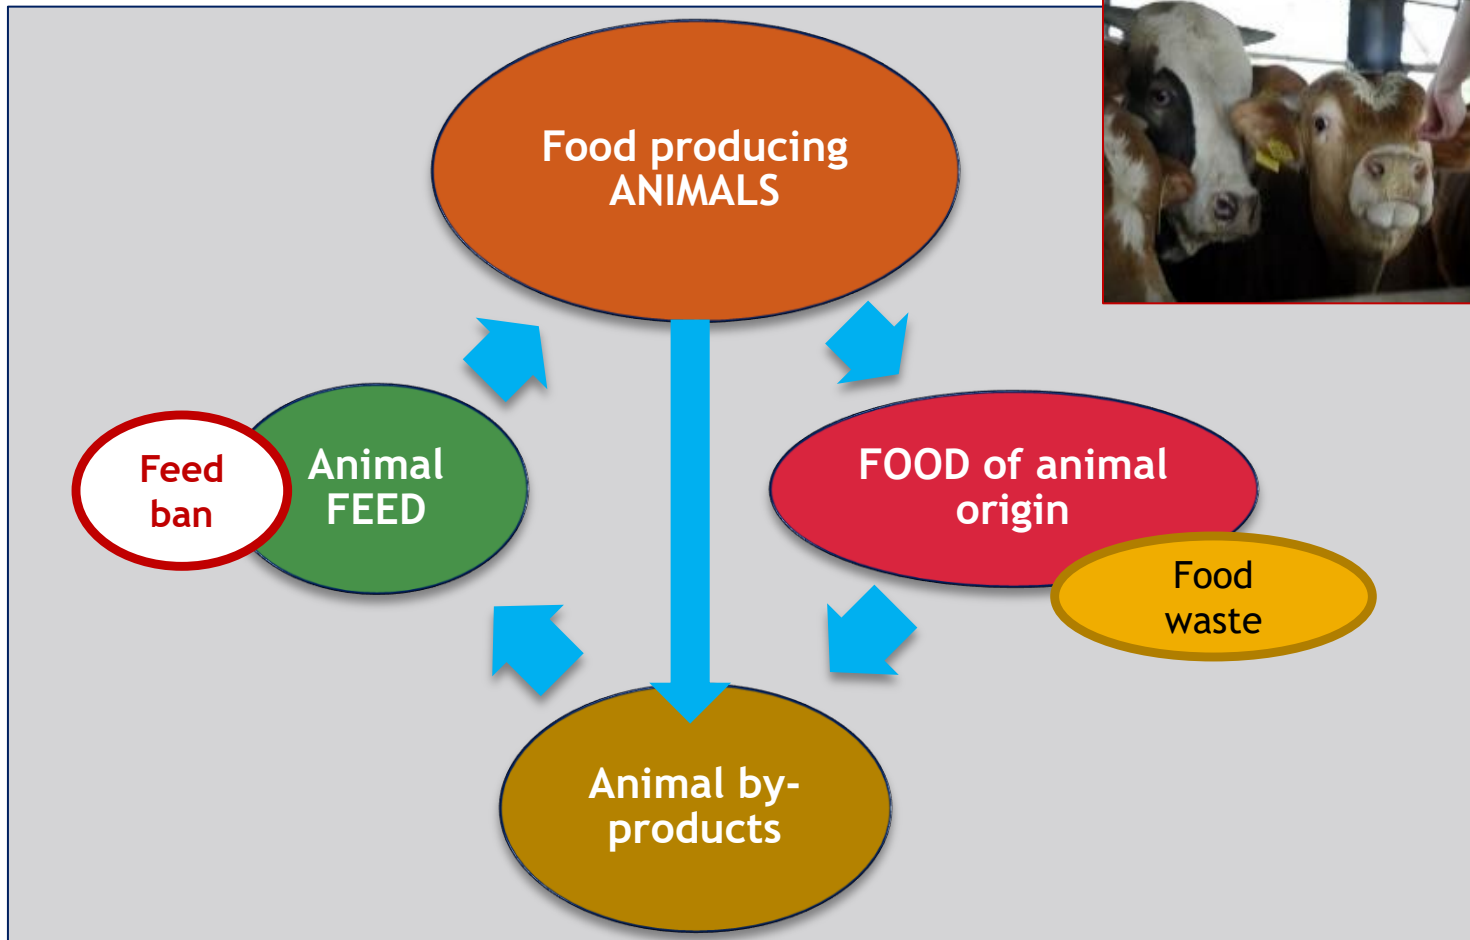 Food producing
ANIMALS
Feed
ban
Animal
FEED
FOOD of animal
origin
Food
waste
Animal by-
products